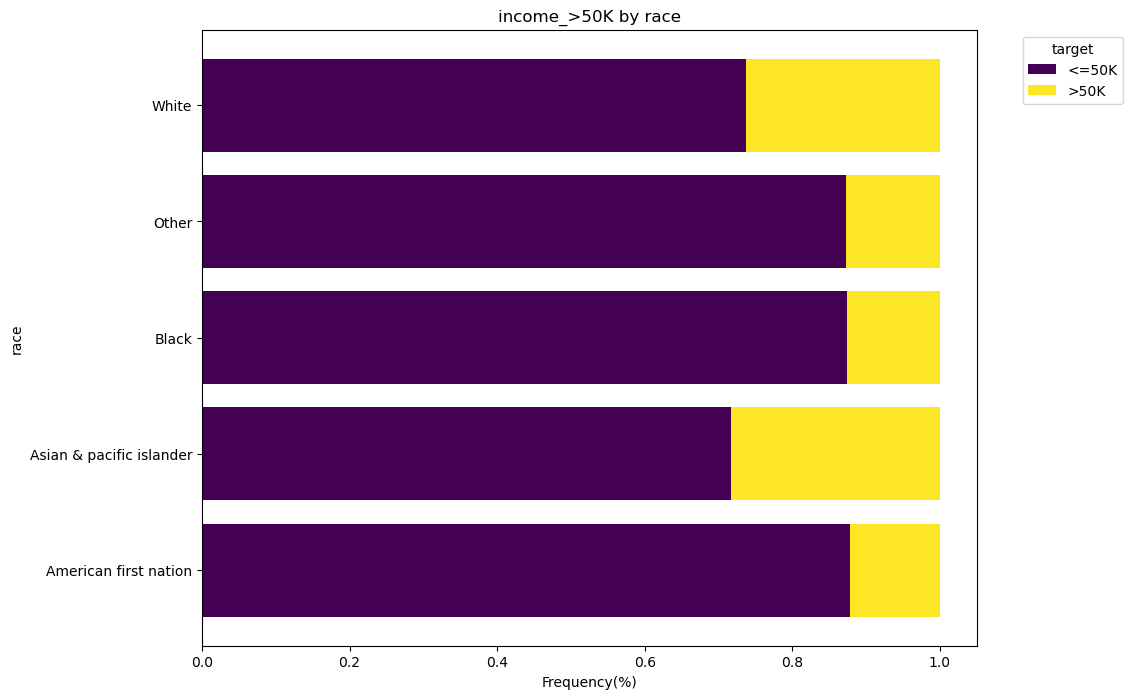 income_>50K by race
target
<=50K
>50K
White
Other
Black
Asian & pacific islander
American first nation
race
0.0 0.2 0.4 0.6 0.8 1.0
Frequency(%)